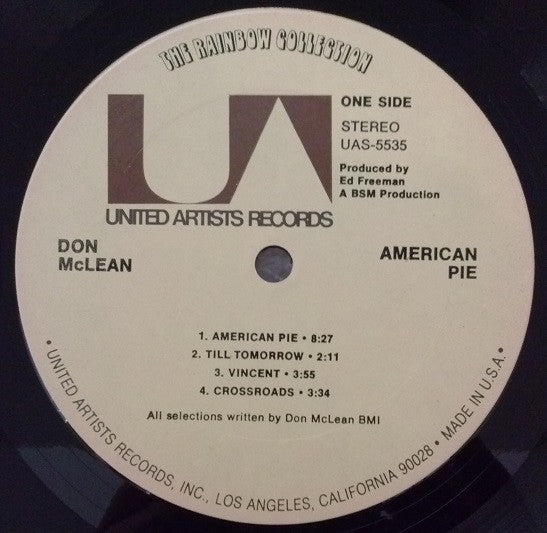 THE RAINBOW COLLECTION
UA
UNITED ARTISTS RECORDS
ONE SIDE
STEREO
UAS-5535
Produced by
Ed Freeman
A BSM Production
DON
McLEAN
AMERICAN
PIE
1. AMERICAN PIE • 8:27
2. TILL TOMORROW • 2:11
3. VINCENT • 3:55
4. CROSSROADS • 3:34
All selections written by Don McLean BMI
• UNITED ARTISTS RECORDS, INC., LOS ANGELES, CALIFORNIA 90028 • MADE IN U.S.A. •